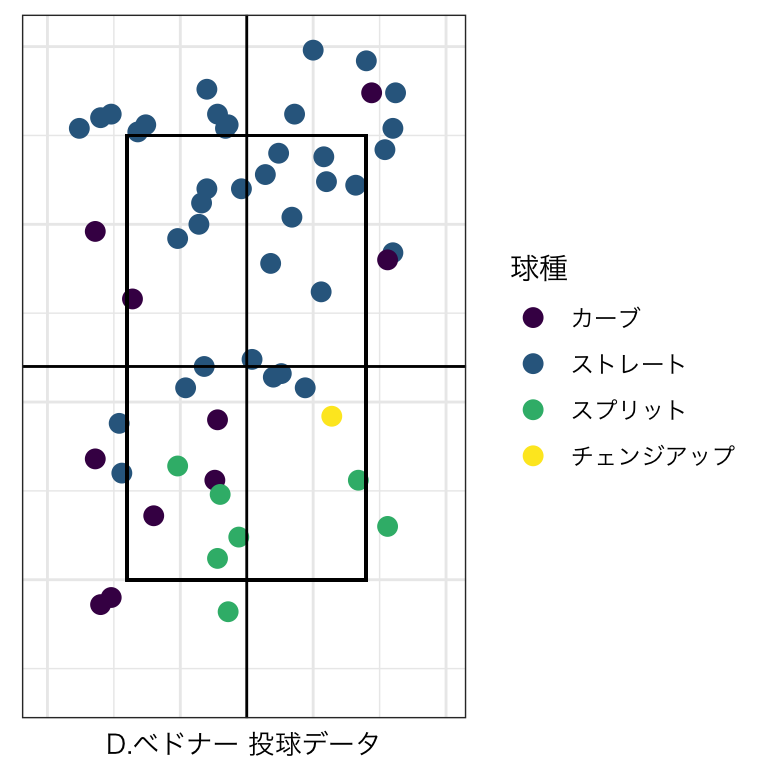 球種
カーブ
ストレート
スプリット
チェンジアップ
D.ベドナー 投球データ